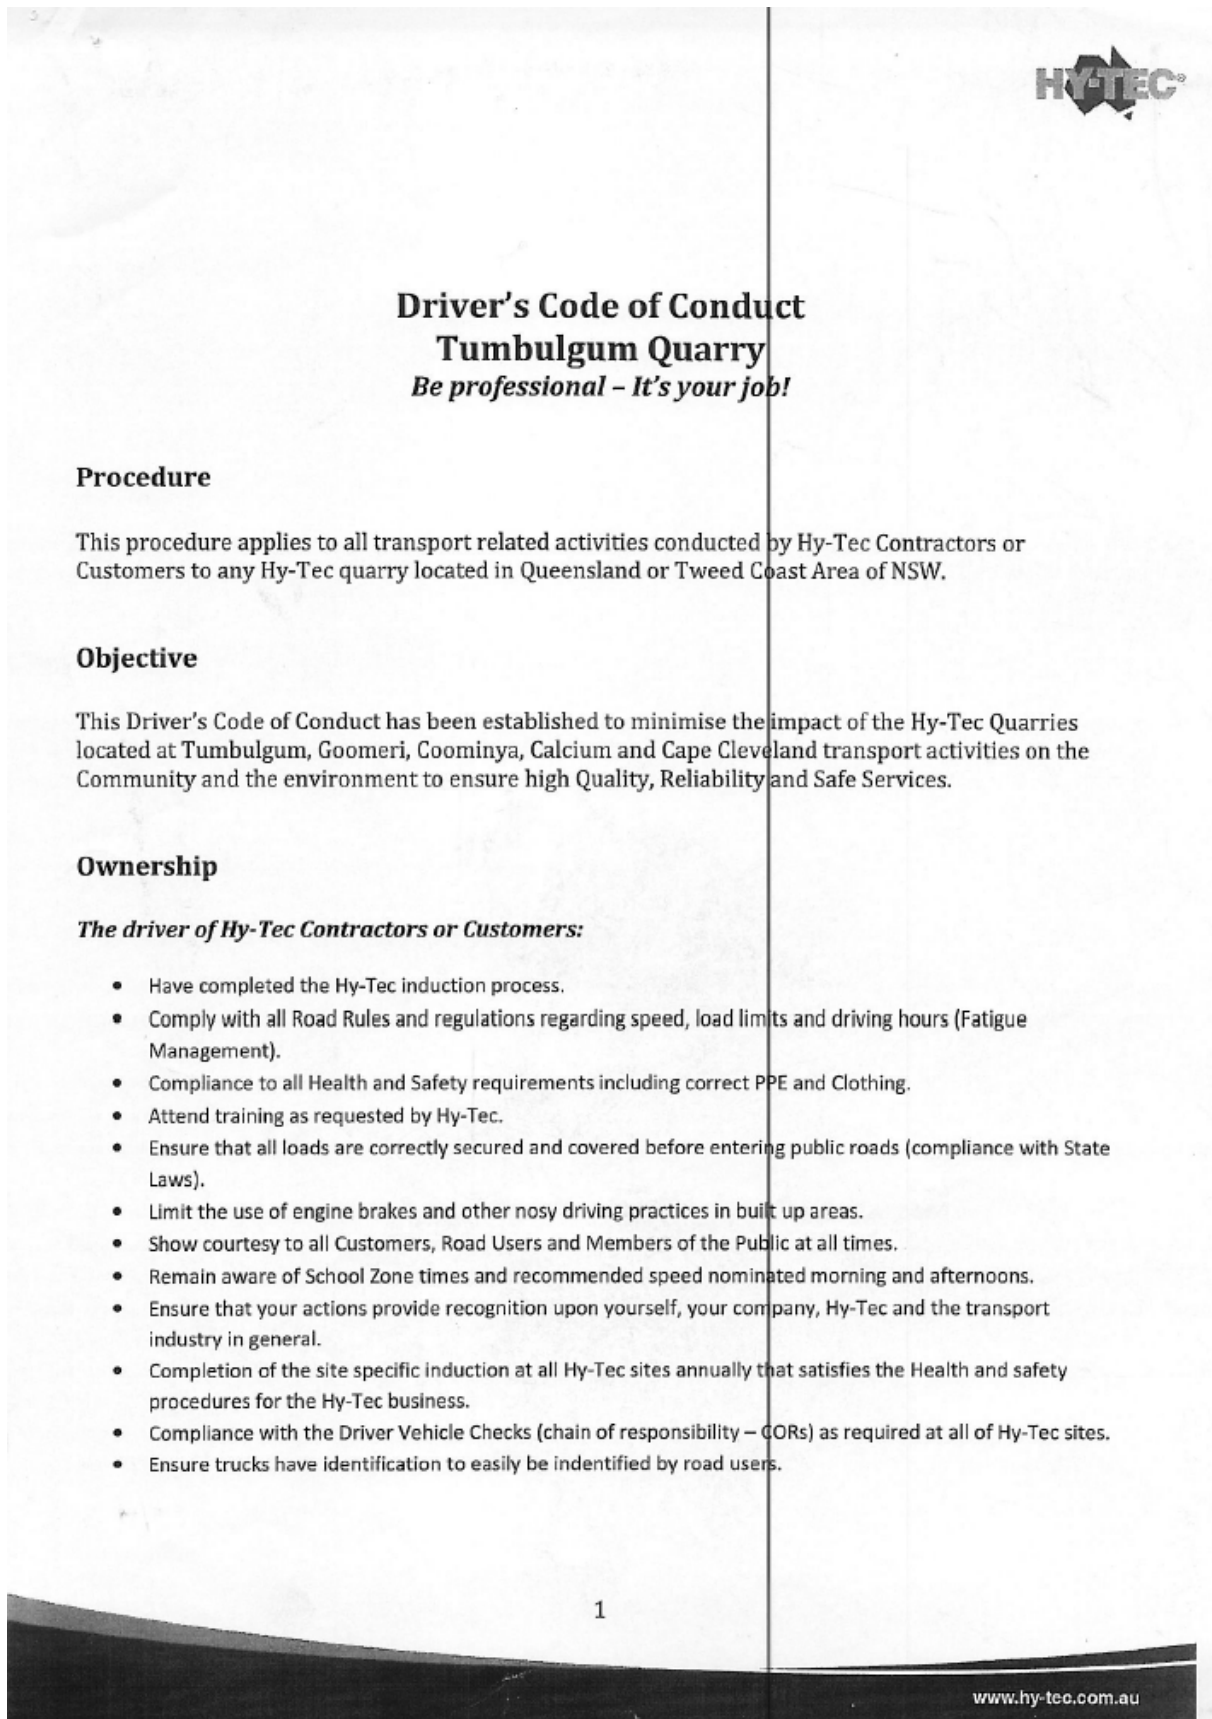 HY-TEC®
Driver's Code of Conduct
Tumbulgum Quarry
Be professional – It's your job!
Procedure
This procedure applies to all transport related activities conducted by Hy-Tec Contractors or
Customers to any Hy-Tec quarry located in Queensland or Tweed Coast Area of NSW.
Objective
This Driver's Code of Conduct has been established to minimise the impact of the Hy-Tec Quarries
located at Tumbulgum, Goomeri, Coominya, Calcium and Cape Cleveland transport activities on the
Community and the environment to ensure high Quality, Reliability and Safe Services.
Ownership
The driver of Hy-Tec Contractors or Customers:
• Have completed the Hy-Tec induction process.
• Comply with all Road Rules and regulations regarding speed, load limits and driving hours (Fatigue
Management).
• Compliance to all Health and Safety requirements including correct PPE and Clothing.
• Attend training as requested by Hy-Tec.
• Ensure that all loads are correctly secured and covered before entering public roads (compliance with State
Laws).
• Limit the use of engine brakes and other nosy driving practices in built up areas.
• Show courtesy to all Customers, Road Users and Members of the Public at all times.
• Remain aware of School Zone times and recommended speed nominated morning and afternoons.
• Ensure that your actions provide recognition upon yourself, your company, Hy-Tec and the transport
industry in general.
• Completion of the site specific induction at all Hy-Tec sites annually that satisfies the Health and safety
procedures for the Hy-Tec business.
• Compliance with the Driver Vehicle Checks (chain of responsibility – CORs) as required at all of Hy-Tec sites.
• Ensure trucks have identification to easily be indentified by road users.
1
www.hy-tec.com.au